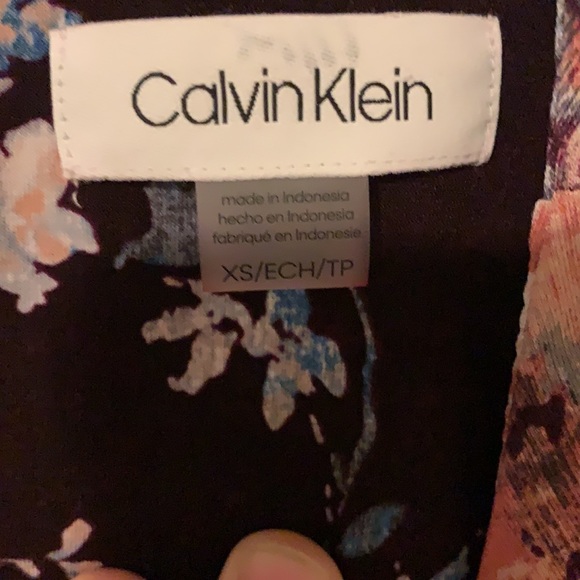 Calvin Klein
made in Indonesia
hecho en Indonesia
fabriqué en Indonesie
XS/ECH/TP